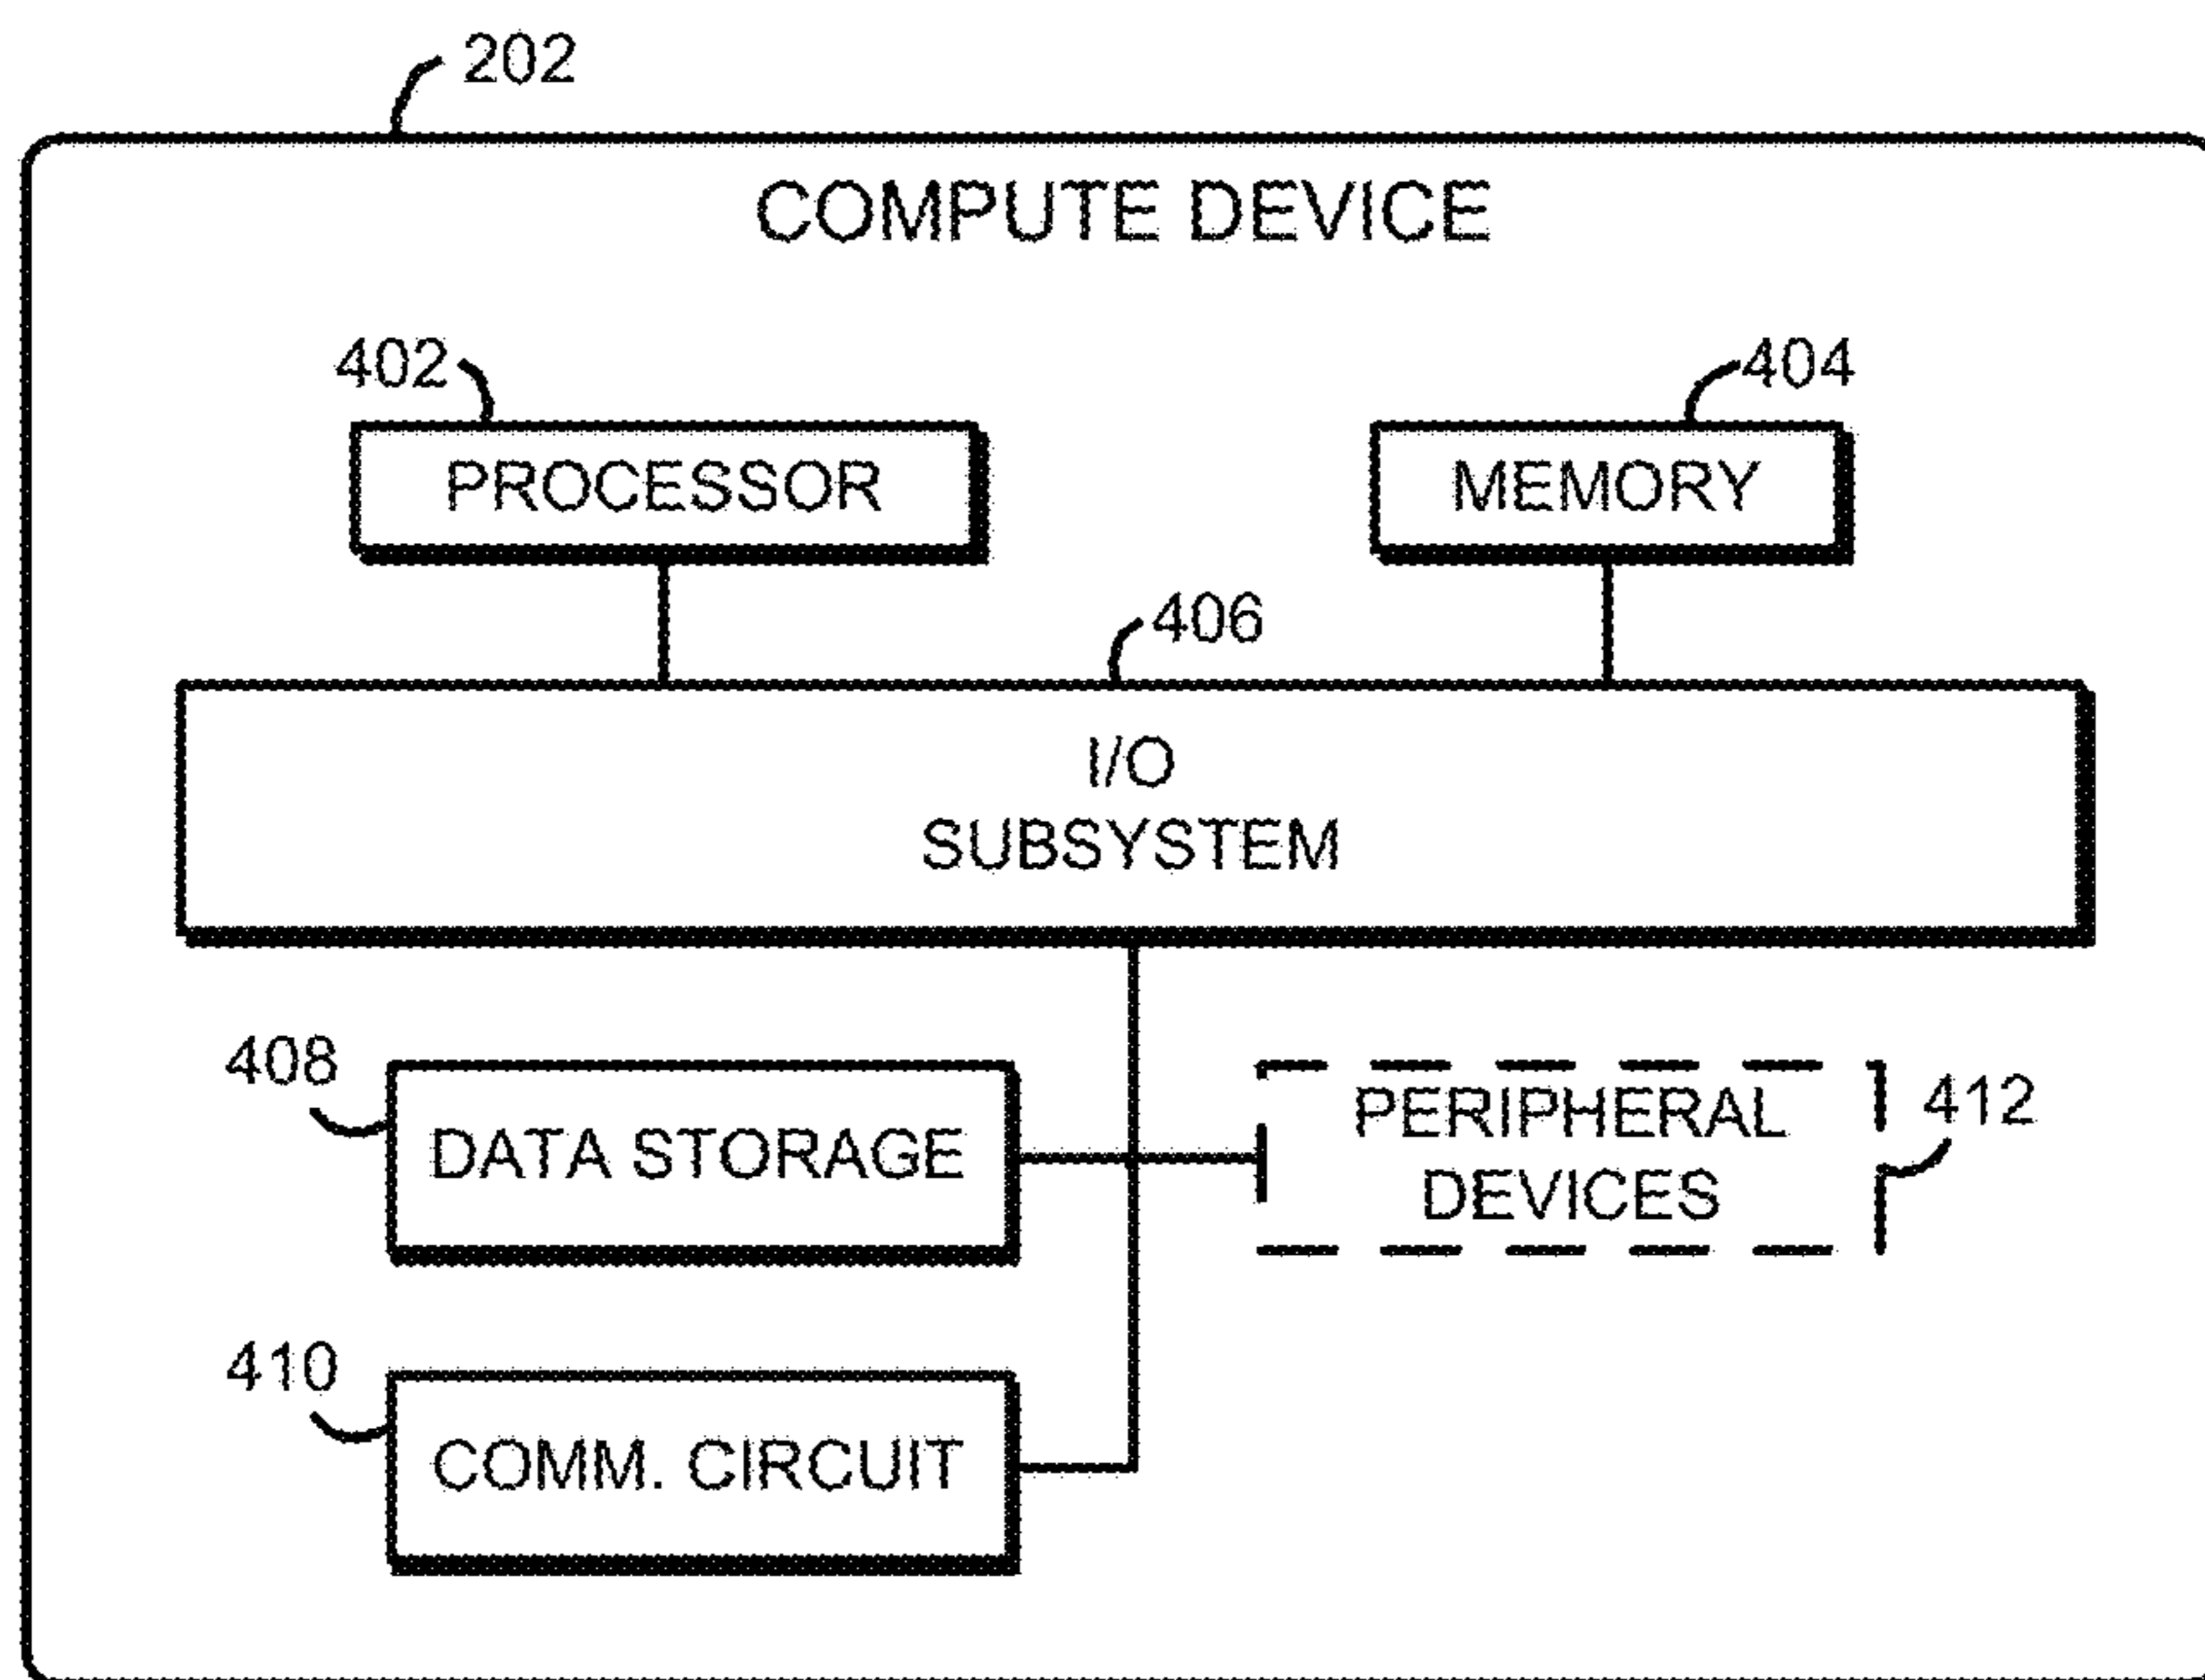 202
COMPUTE DEVICE
402
404
PROCESSOR
MEMORY
406
I/O
SUBSYSTEM
408
DATA STORAGE
PERIPHERAL
DEVICES
412
410
COMM. CIRCUIT